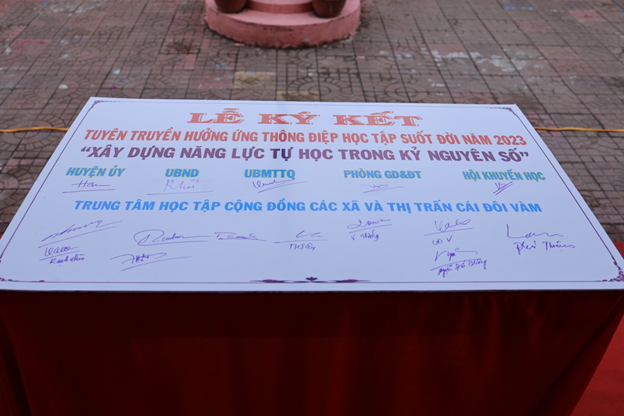 LỄ KÝ KẾT
TUYÊN TRUYỀN HƯỞNG ỨNG THÔNG ĐIỆP HỌC TẬP SUỐT ĐỜI NĂM 2023
“XÂY DỰNG NĂNG LỰC TỰ HỌC TRONG KỶ NGUYÊN SỐ”
HUYỆN ỦY UBND UBMTTQ PHÒNG GD&ĐT HỘI KHUYẾN HỌC
TRUNG TÂM HỌC TẬP CỘNG ĐỒNG CÁC XÃ VÀ THỊ TRẤN CÁI ĐÔI VÀM